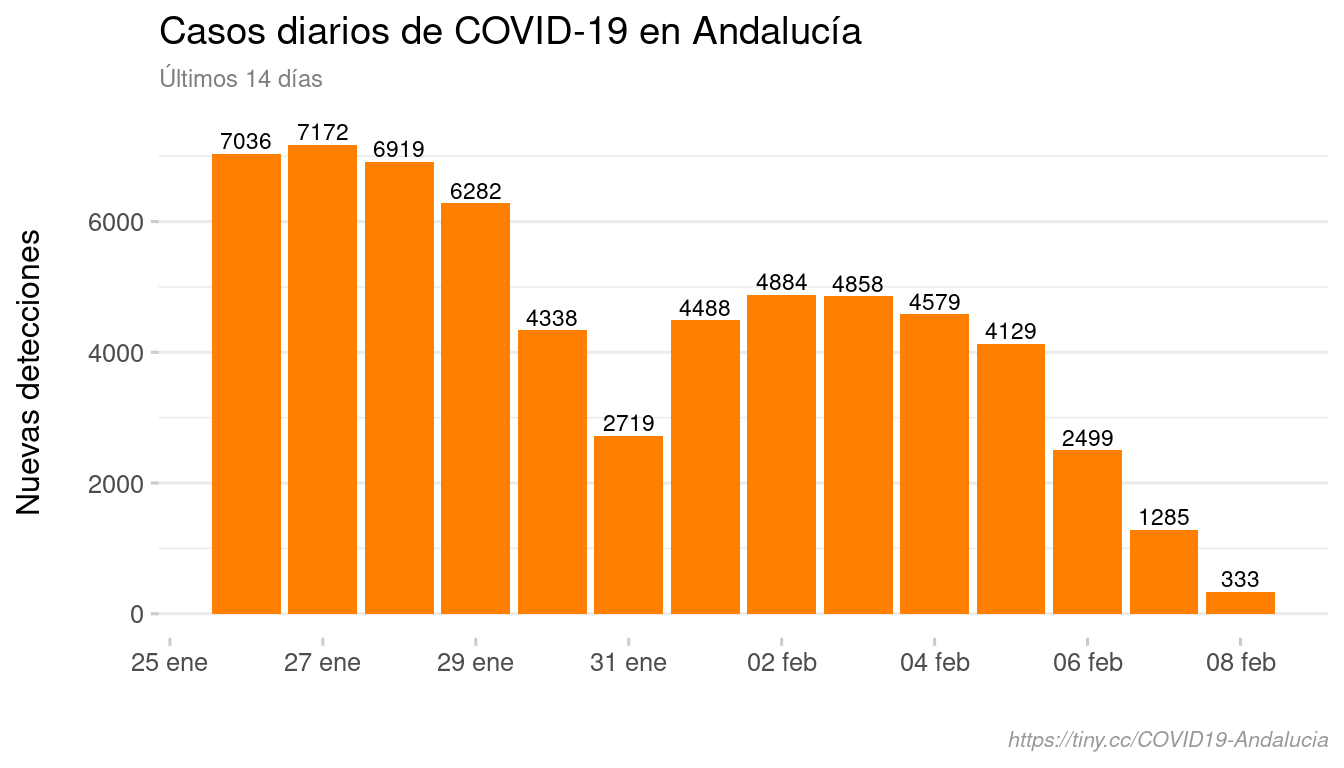 Casos diarios de COVID-19 en Andalucía
Últimos 14 días
Nuevas detecciones
6000
4000
2000
0
7036
7172
6919
6282
4338
2719
4488
4884
4858
4579
4129
2499
1285
333
25 ene
27 ene
29 ene
31 ene
02 feb
04 feb
06 feb
08 feb
https://tiny.cc/COVID19-Andalucia